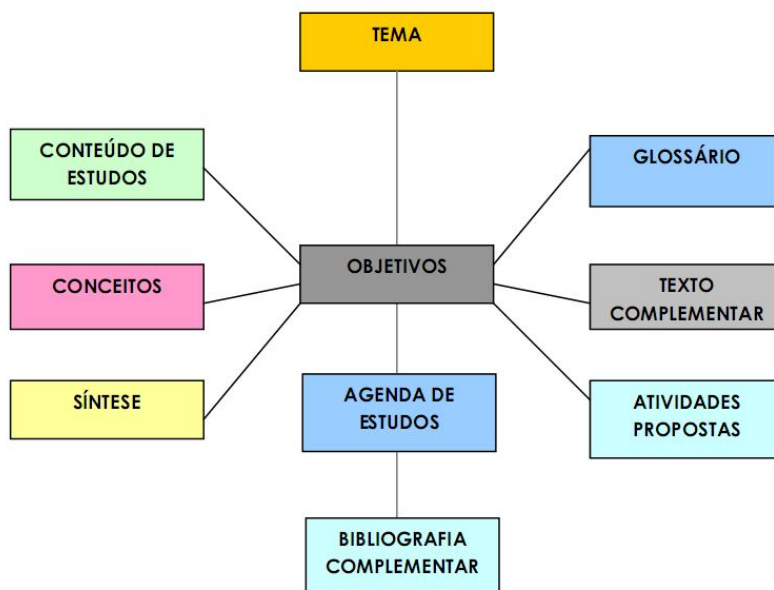 TEMA
CONTEÚDO DE
ESTUDOS
GLOSSÁRIO
OBJETIVOS
CONCEITOS
TEXTO
COMPLEMENTAR
SÍNTESE
AGENDA DE
ESTUDOS
ATIVIDADES
PROPOSTAS
BIBLIOGRAFIA
COMPLEMENTAR